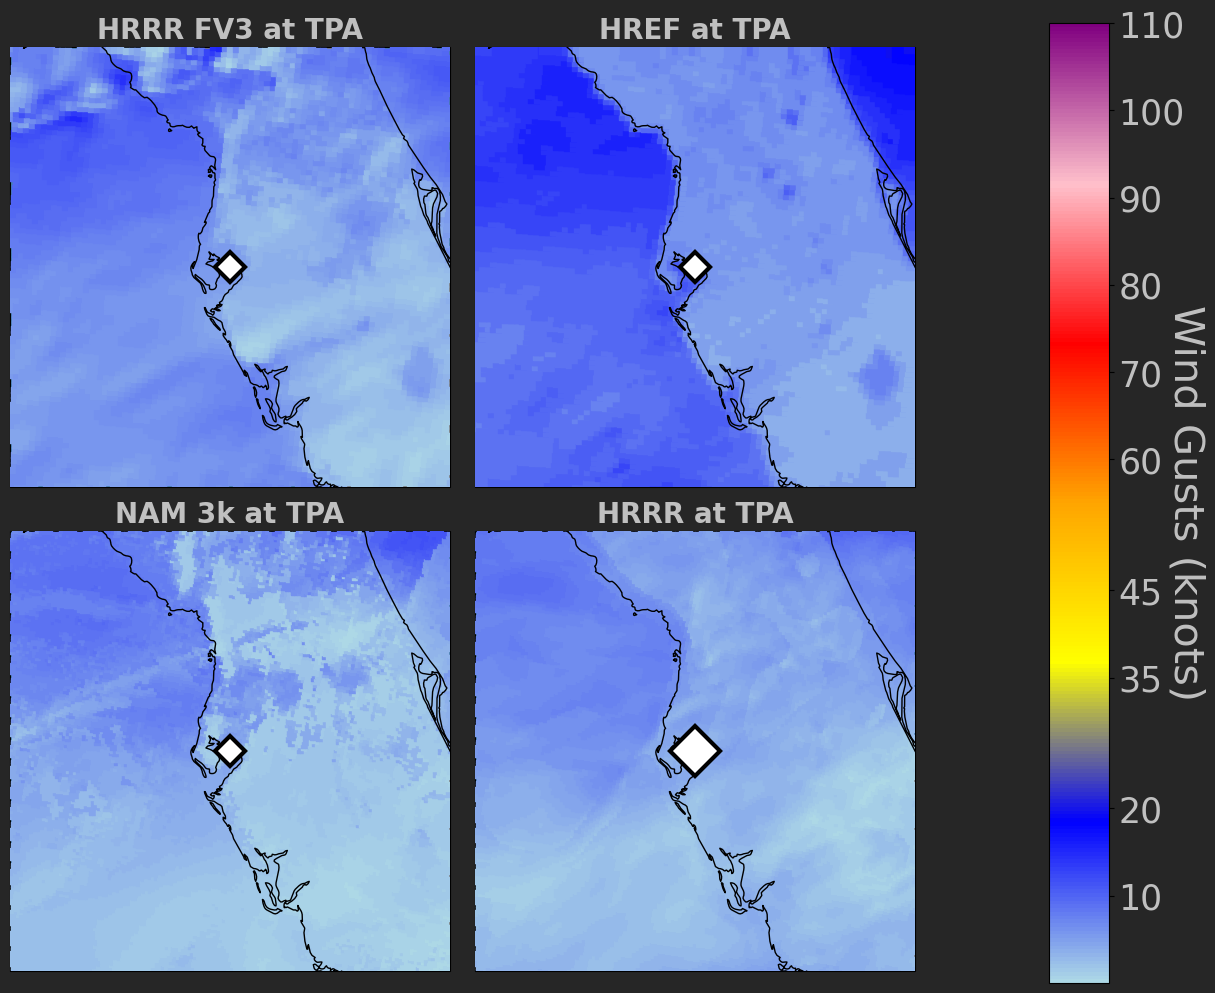 HRRR FV3 at TPA
HREF at TPA
NAM 3k at TPA
HRRR at TPA
110
100
90
80
70
60
45
35
20
10
Wind Gusts (knots)